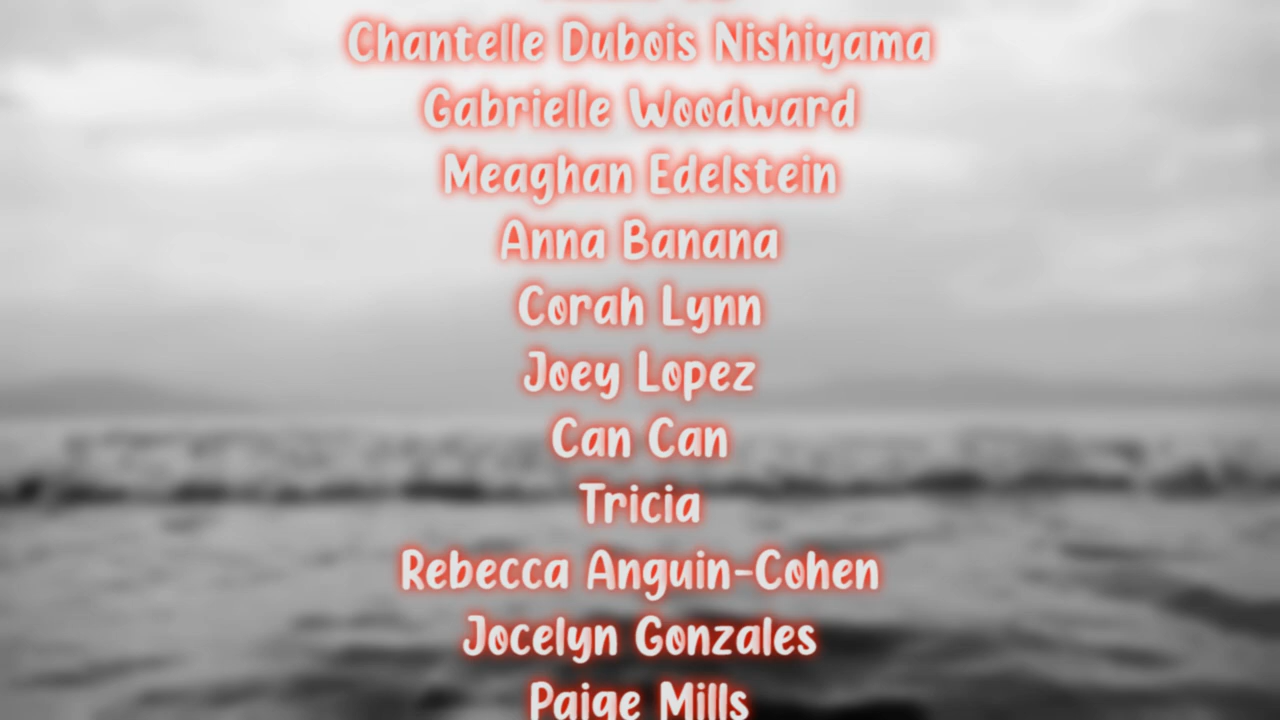 Chantelle Dubois Nishiyama
Gabrielle Woodward
Meaghan Edelstein
Anna Banana
Corah Lynn
Joey Lopez
Can Can
Tricia
Rebecca Anguin-Cohen
Jocelyn Gonzales
Paige Mills